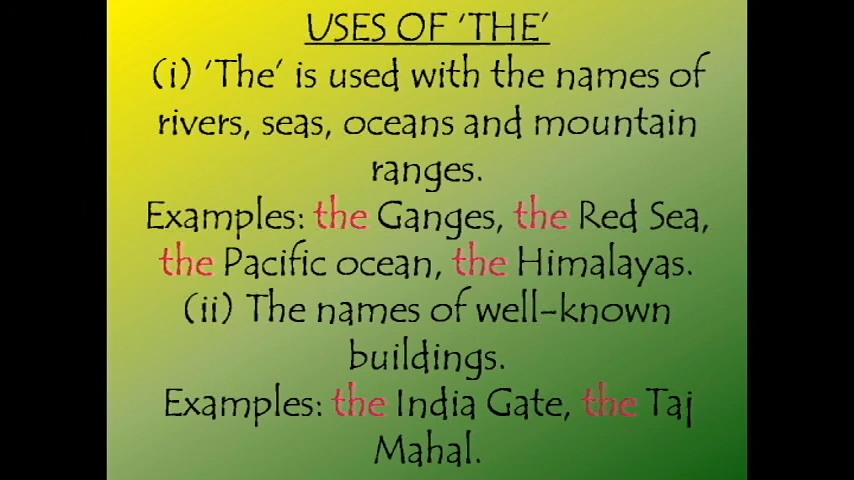 USES OF ‘THE’
(i) ‘The’ is used with the names of
rivers, seas, oceans and mountain
ranges.
Examples: the Ganges, the Red Sea,
the Pacific ocean, the Himalayas.
(ii) The names of well-known
buildings.
Examples: the India Gate, the Taj
Mahal.